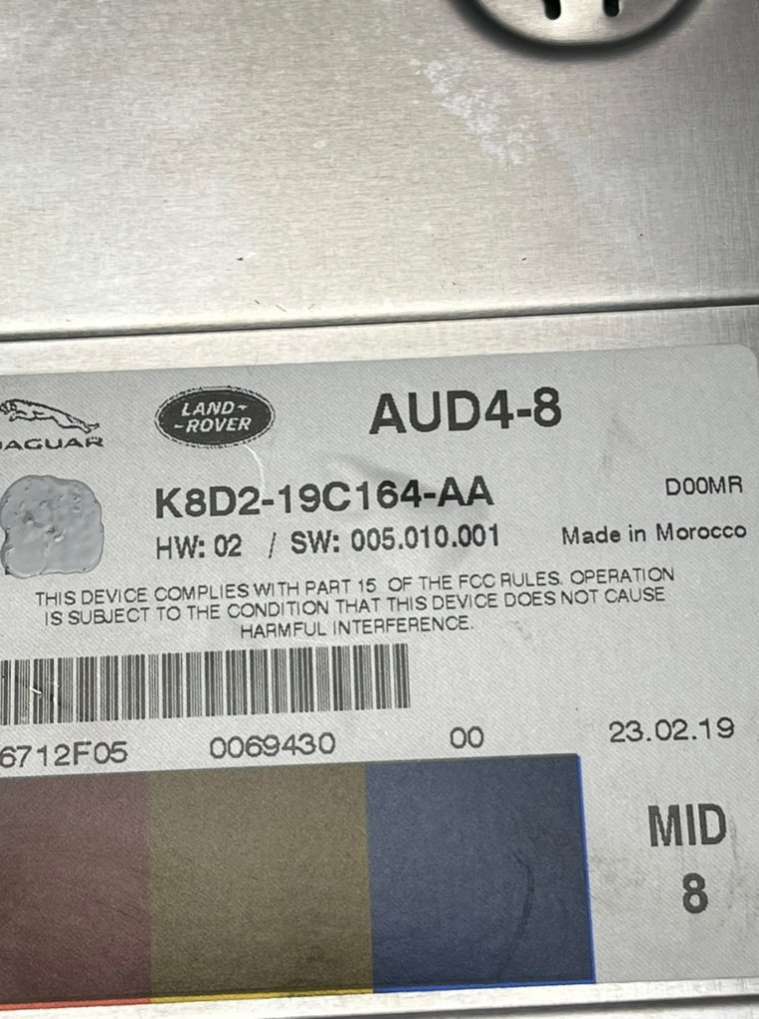 JAGUAR
LAND-
-ROVER
AUD4-8
K8D2-19C164-AA
D00MR
HW: 02 / SW: 005.010.001
Made in Morocco
THIS DEVICE COMPLIES WITH PART 15 OF THE FCC RULES. OPERATION
IS SUBJECT TO THE CONDITION THAT THIS DEVICE DOES NOT CAUSE
HARMFUL INTERFERENCE.
6712F05 0069430 00 23.02.19
MID
8